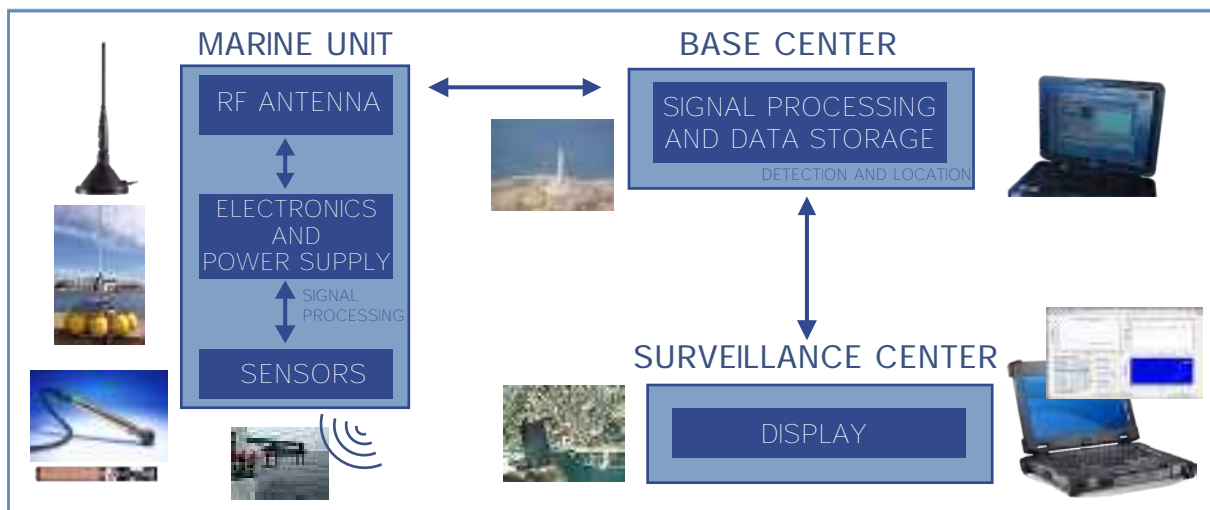 MARINE UNIT
RF ANTENNA
ELECTRONICS
AND
POWER SUPPLY
SIGNAL
PROCESSING
SENSORS
BASE CENTER
SIGNAL PROCESSING
AND DATA STORAGE
DETECTION AND LOCATION
SURVEILLANCE CENTER
DISPLAY